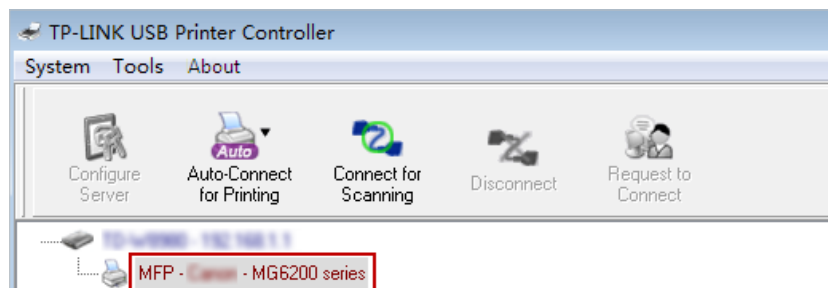 TP-LINK USB Printer Controller
System Tools About
Auto
Configure Server
Auto-Connect for Printing
Connect for Scanning
Disconnect
Request to Connect
MFP - - MG6200 series